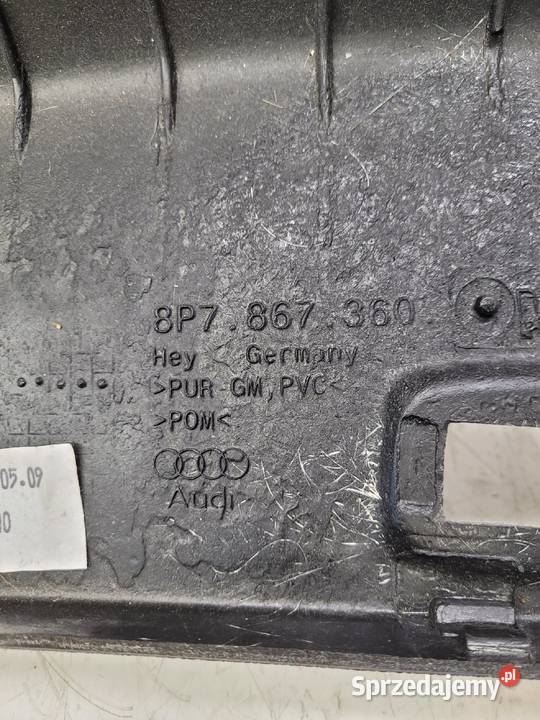 8P7.867.360
Hey Germany
>PUR-GM, PVC<
>POM<
Audi
05.09
Sprzedajemy.pl